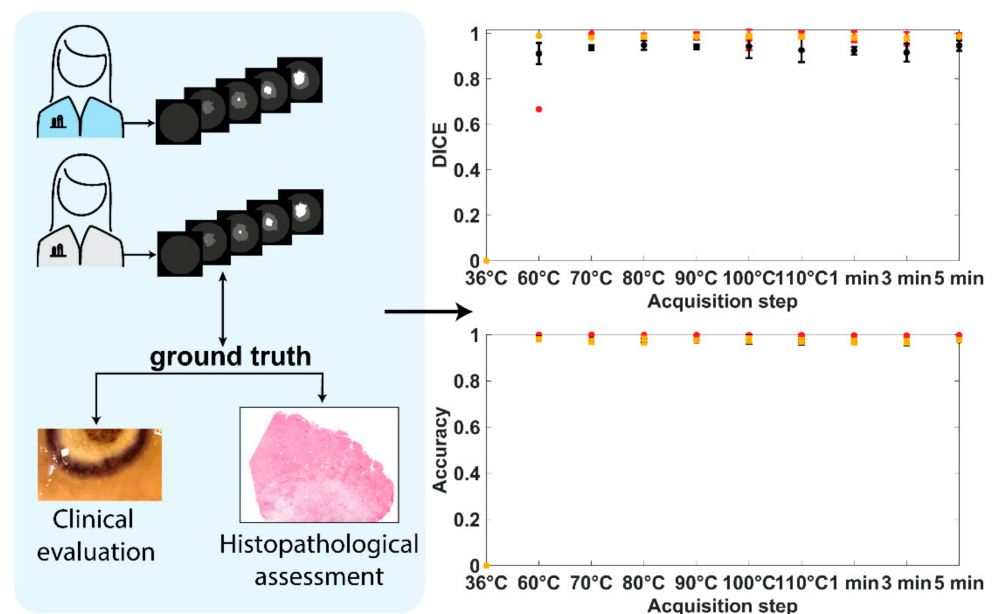 ground truth
Clinical
evaluation
Histopathological
assessment
1
0.8
0.6
0.4
0.2
0
DICE
36°C 60°C 70°C 80°C 90°C 100°C 110°C 1 min 3 min 5 min
Acquisition step
1
0.8
0.6
0.4
0.2
0
Accuracy
36°C 60°C 70°C 80°C 90°C 100°C 110°C 1 min 3 min 5 min
Acquisition step